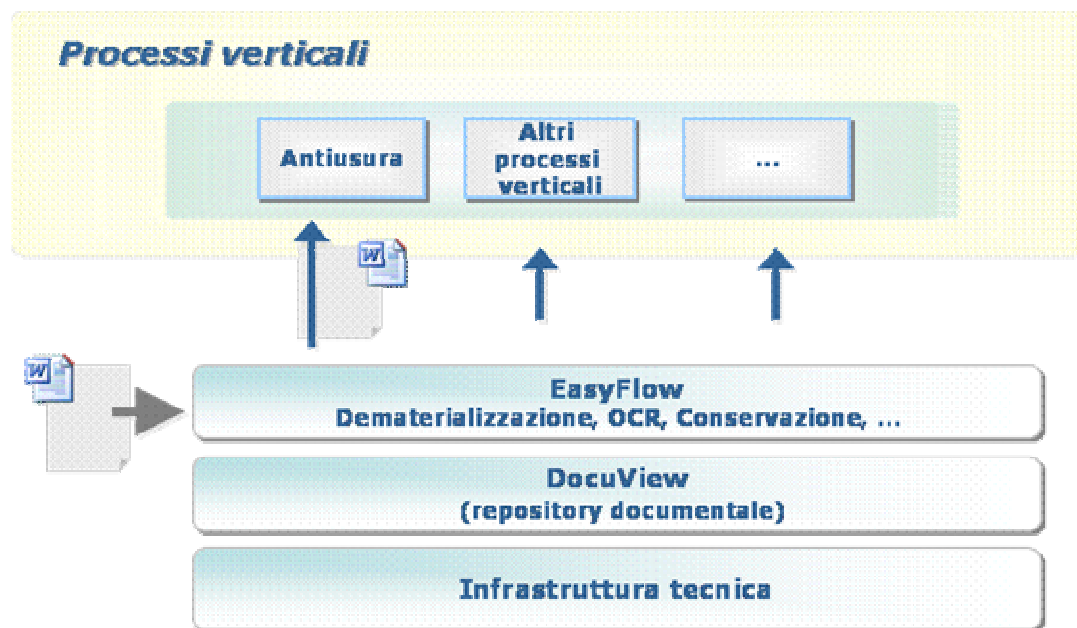 Processi verticali
Antiusura
Altri
processi
verticali
...
W
W
EasyFlow
Dematerializzazione, OCR, Conservazione, ...
DocuView
(repository documentale)
Infrastruttura tecnica